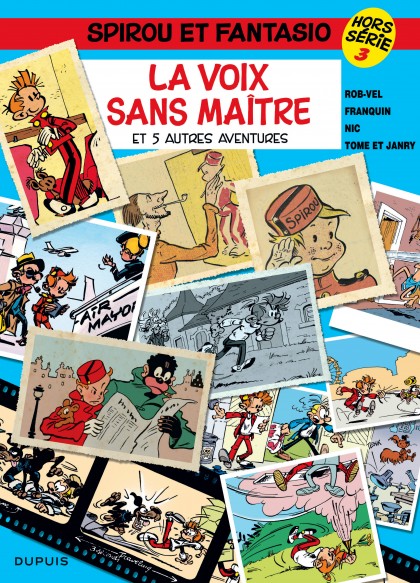 SPIROU ET FANTASIO
HORS
SÉRIE
3
LA VOIX
SANS MAÎTRE
ET 5 AUTRES AVENTURES
ROB-VEL
FRANQUIN
NIC
TOME ET JANRY
SPIROU
AIR
DUPUIS